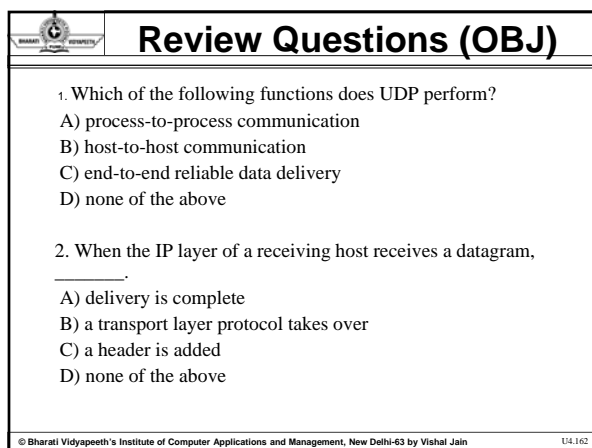 BHARATI
VIDYAPEETH
Review Questions (OBJ)
1. Which of the following functions does UDP perform?
A) process-to-process communication
B) host-to-host communication
C) end-to-end reliable data delivery
D) none of the above
2. When the IP layer of a receiving host receives a datagram,
_______.
A) delivery is complete
B) a transport layer protocol takes over
C) a header is added
D) none of the above
© Bharati Vidyapeeth's Institute of Computer Applications and Management, New Delhi-63 by Vishal Jain U4.162